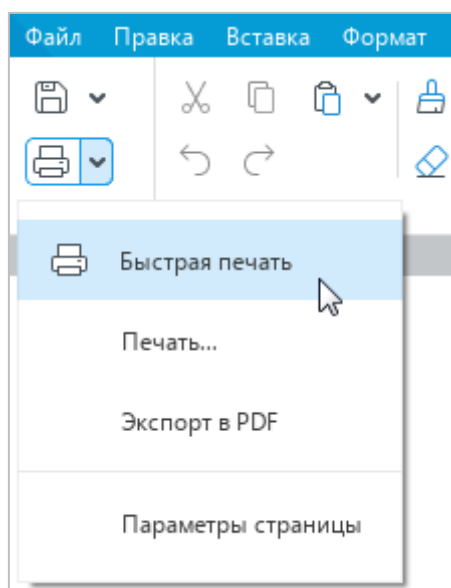 Файл Правка Вставка Формат
Быстрая печать
Печать...
Экспорт в PDF
Параметры страницы